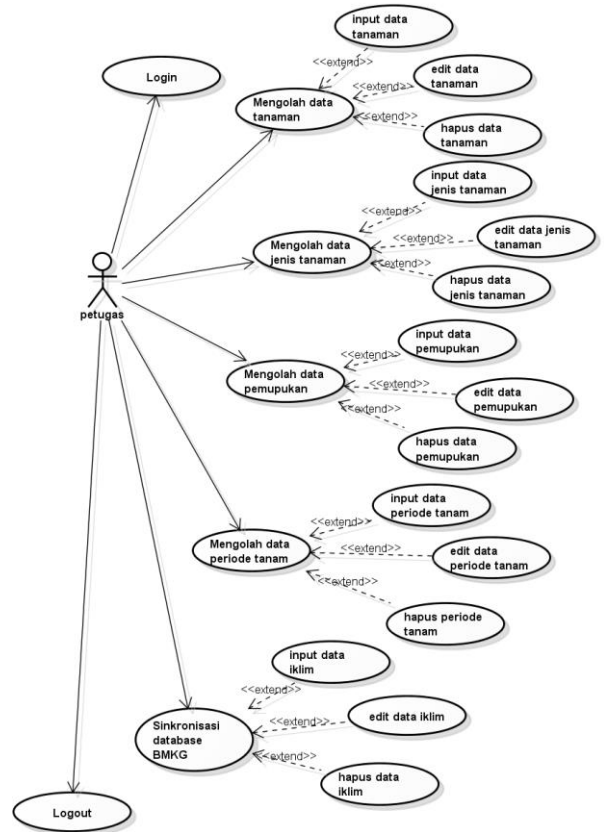 input data
tanaman
<<extend>>
Login
edit data
tanaman
<<extend>>
Mengolah data
tanaman
<<extend>>
hapus data
tanaman
input data
jenis tanaman
<<extend>>
edit data jenis
tanaman
Mengolah data
jenis tanaman
<<extend>>
<<extend>>
hapus data
jenis tanaman
petugas
input data
pemupukan
<<extend>>
Mengolah data
pemupukan
<<extend>>
edit data
pemupukan
<<extend>>
hapus data
pemupukan
input data
periode tanam
<<extend>>
Mengolah data
periode tanam
<<extend>>
edit data
periode tanam
<<extend>>
hapus periode
tanam
input data
iklim
<<extend>>
edit data iklim
Sinkronisasi
database
BMKG
<<extend>>
<<extend>>
hapus data
iklim
Logout